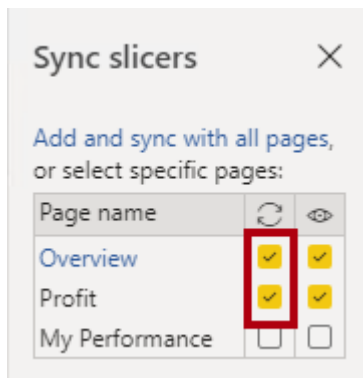 Sync slicers
Add and sync with all pages,
or select specific pages:
Page name
Overview
Profit
My Performance